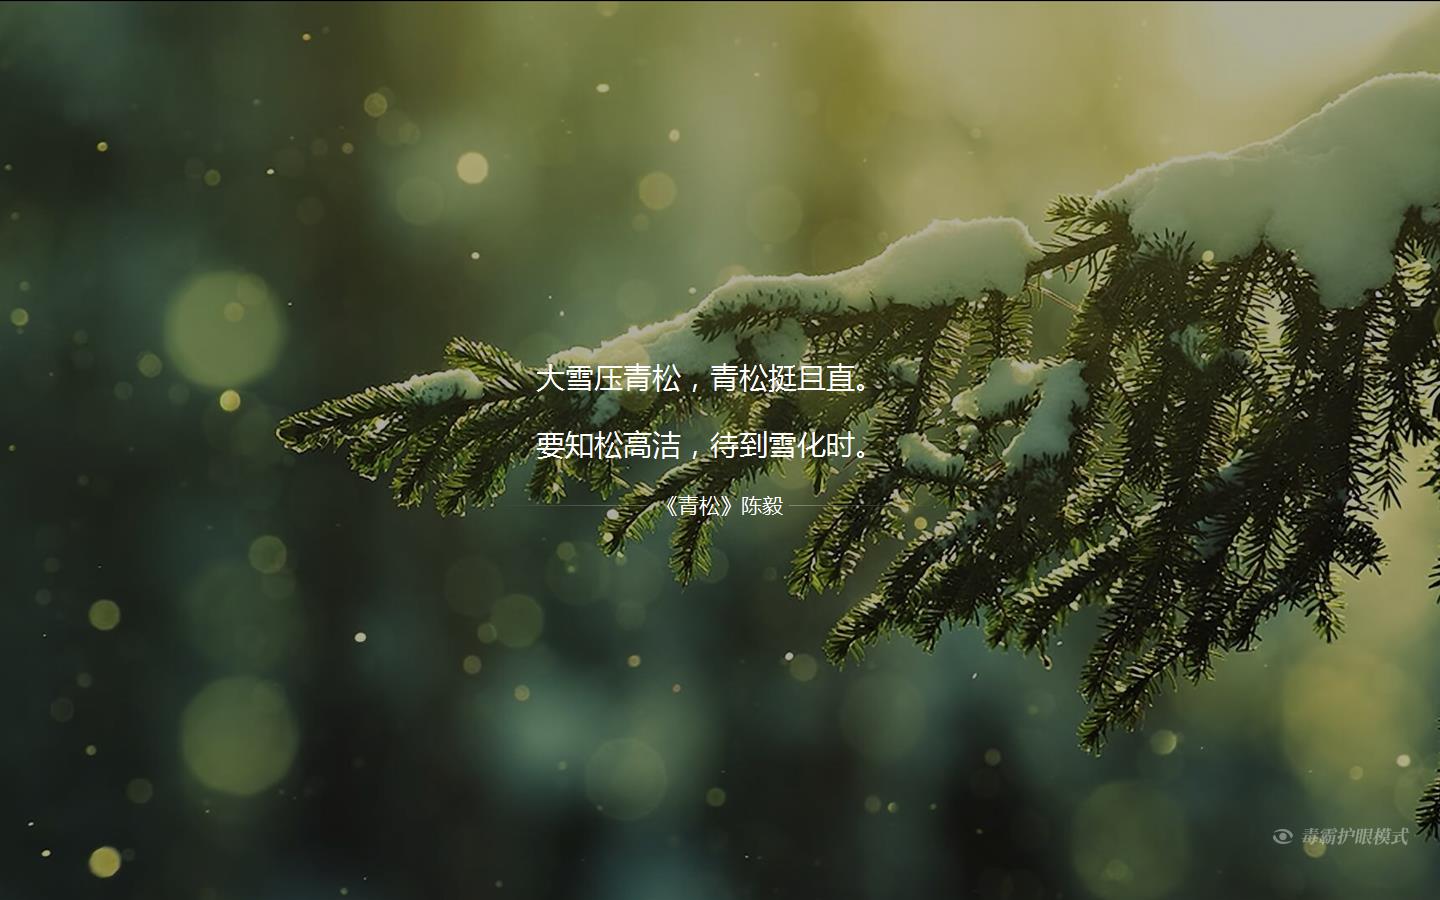 大雪压青松，青松挺且直。
要知松高洁，待到雪化时。
《青松》陈毅
毒霸护眼模式